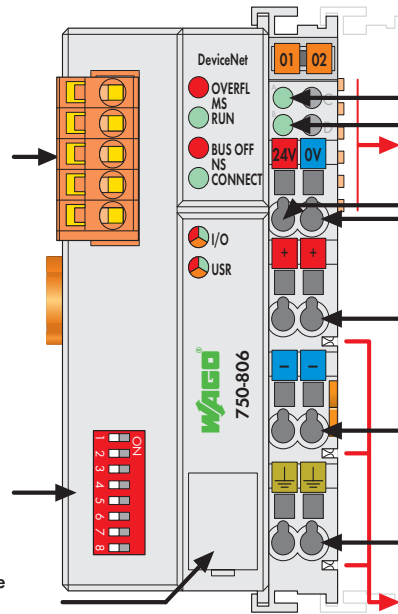 DeviceNet
01 02
OVERFL
MS
RUN
A C
BUS OFF
NS
CONNECT
D
24V 0V
I/O
USR
+ +
WAGO®
750-806
− −
ON
1 2 3 4 5 6 7 8
e